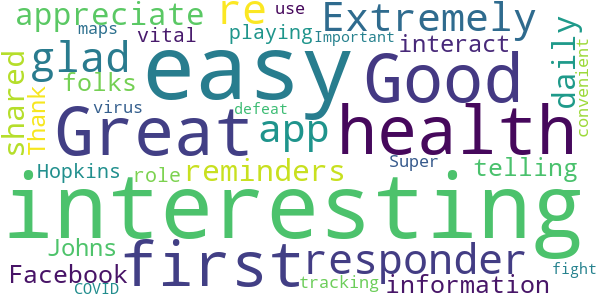 appreciate re Extremely
maps vital playing use Important
glad easy Good interact daily
shared folks convenient
Thank virus defeat
Great app health
Hopkins role reminders Super telling
interesting
Johns first responder
Facebook tracking information fight
COVID